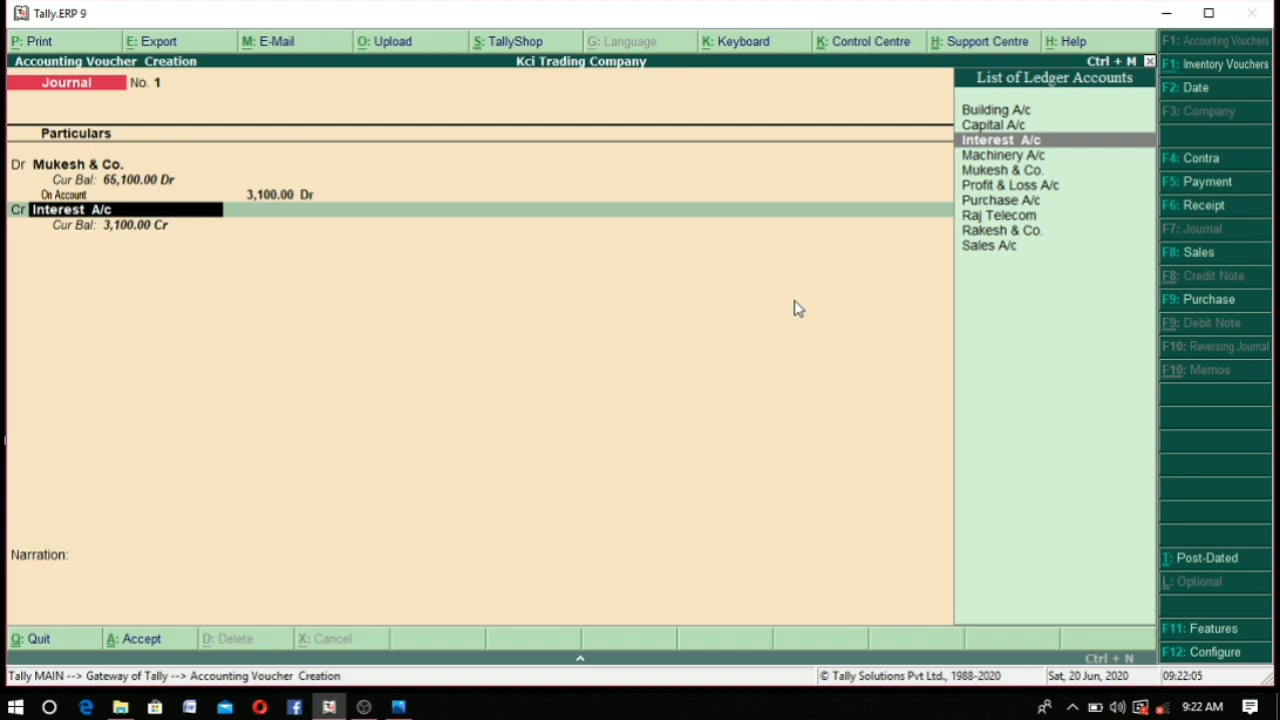 Tally.ERP 9
P: Print E: Export M: E-Mail O: Upload S: TallyShop G: Language K: Keyboard K: Control Centre H: Support Centre H: Help
Accounting Voucher Creation Kci Trading Company Ctrl + M
Journal No. 1
Particulars
Dr Mukesh & Co.
Cur Bal: 65,100.00 Dr
On Account 3,100.00 Dr
Cr Interest A/c
Cur Bal: 3,100.00 Cr
Narration:
List of Ledger Accounts
Building A/c
Capital A/c
Interest A/c
Machinery A/c
Mukesh & Co.
Profit & Loss A/c
Purchase A/c
Raj Telecom
Rakesh & Co.
Sales A/c
F1: Accounting Vouchers
F1: Inventory Vouchers
F2: Date
F3: Company
F4: Contra
F5: Payment
F6: Receipt
F7: Journal
F8: Sales
F8: Credit Note
F9: Purchase
F9: Debit Note
F10: Reversing Journal
F10: Memos
T: Post-Dated
L: Optional
F11: Features
F12: Configure
Q: Quit A: Accept D: Delete X: Cancel
Ctrl + N
Tally MAIN --> Gateway of Tally --> Accounting Voucher Creation © Tally Solutions Pvt Ltd., 1988-2020 Sat, 20 Jun, 2020 09:22:05
9:22 AM